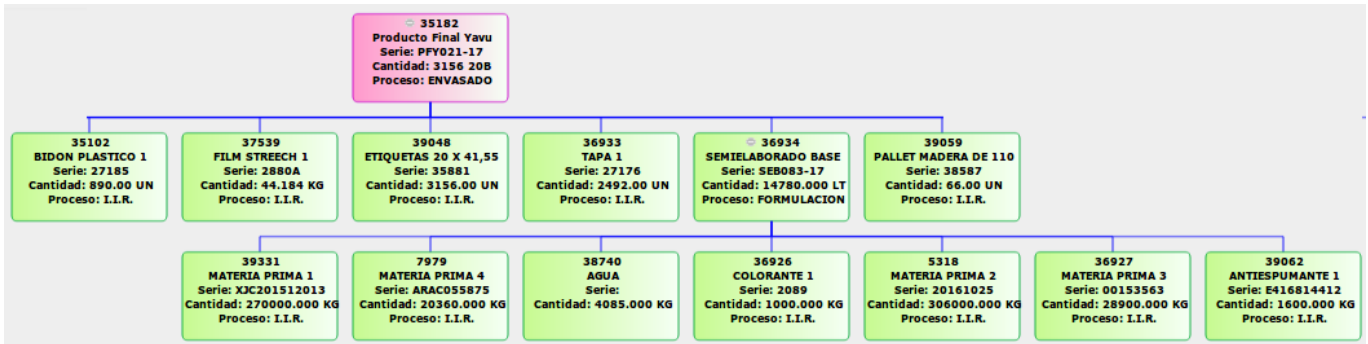 35182
Producto Final Yavu
Serie: PFY021-17
Cantidad: 3156 20B
Proceso: ENVASADO
35102
BIDON PLASTICO 1
Serie: 27185
Cantidad: 890.00 UN
Proceso: I.I.R.
37539
FILM STREECH 1
Serie: 2880A
Cantidad: 44.184 KG
Proceso: I.I.R.
39048
ETIQUETAS 20 X 41,55
Serie: 35881
Cantidad: 3156.00 UN
Proceso: I.I.R.
36933
TAPA 1
Serie: 27176
Cantidad: 2492.00 UN
Proceso: I.I.R.
36934
SEMIELABORADO BASE
Serie: SEB083-17
Cantidad: 14780.000 LT
Proceso: FORMULACION
39059
PALLET MADERA DE 110
Serie: 38587
Cantidad: 66.00 UN
Proceso: I.I.R.
39331
MATERIA PRIMA 1
Serie: XJC201512013
Cantidad: 270000.000 KG
Proceso: I.I.R.
7979
MATERIA PRIMA 4
Serie: ARAC055875
Cantidad: 20360.000 KG
Proceso: I.I.R.
38740
AGUA
Serie:
Cantidad: 4085.000 KG
36926
COLORANTE 1
Serie: 2089
Cantidad: 1000.000 KG
Proceso: I.I.R.
5318
MATERIA PRIMA 2
Serie: 20161025
Cantidad: 306000.000 KG
Proceso: I.I.R.
36927
MATERIA PRIMA 3
Serie: 00153563
Cantidad: 28900.000 KG
Proceso: I.I.R.
39062
ANTIESPUMANTE 1
Serie: E416814412
Cantidad: 1600.000 KG
Proceso: I.I.R.